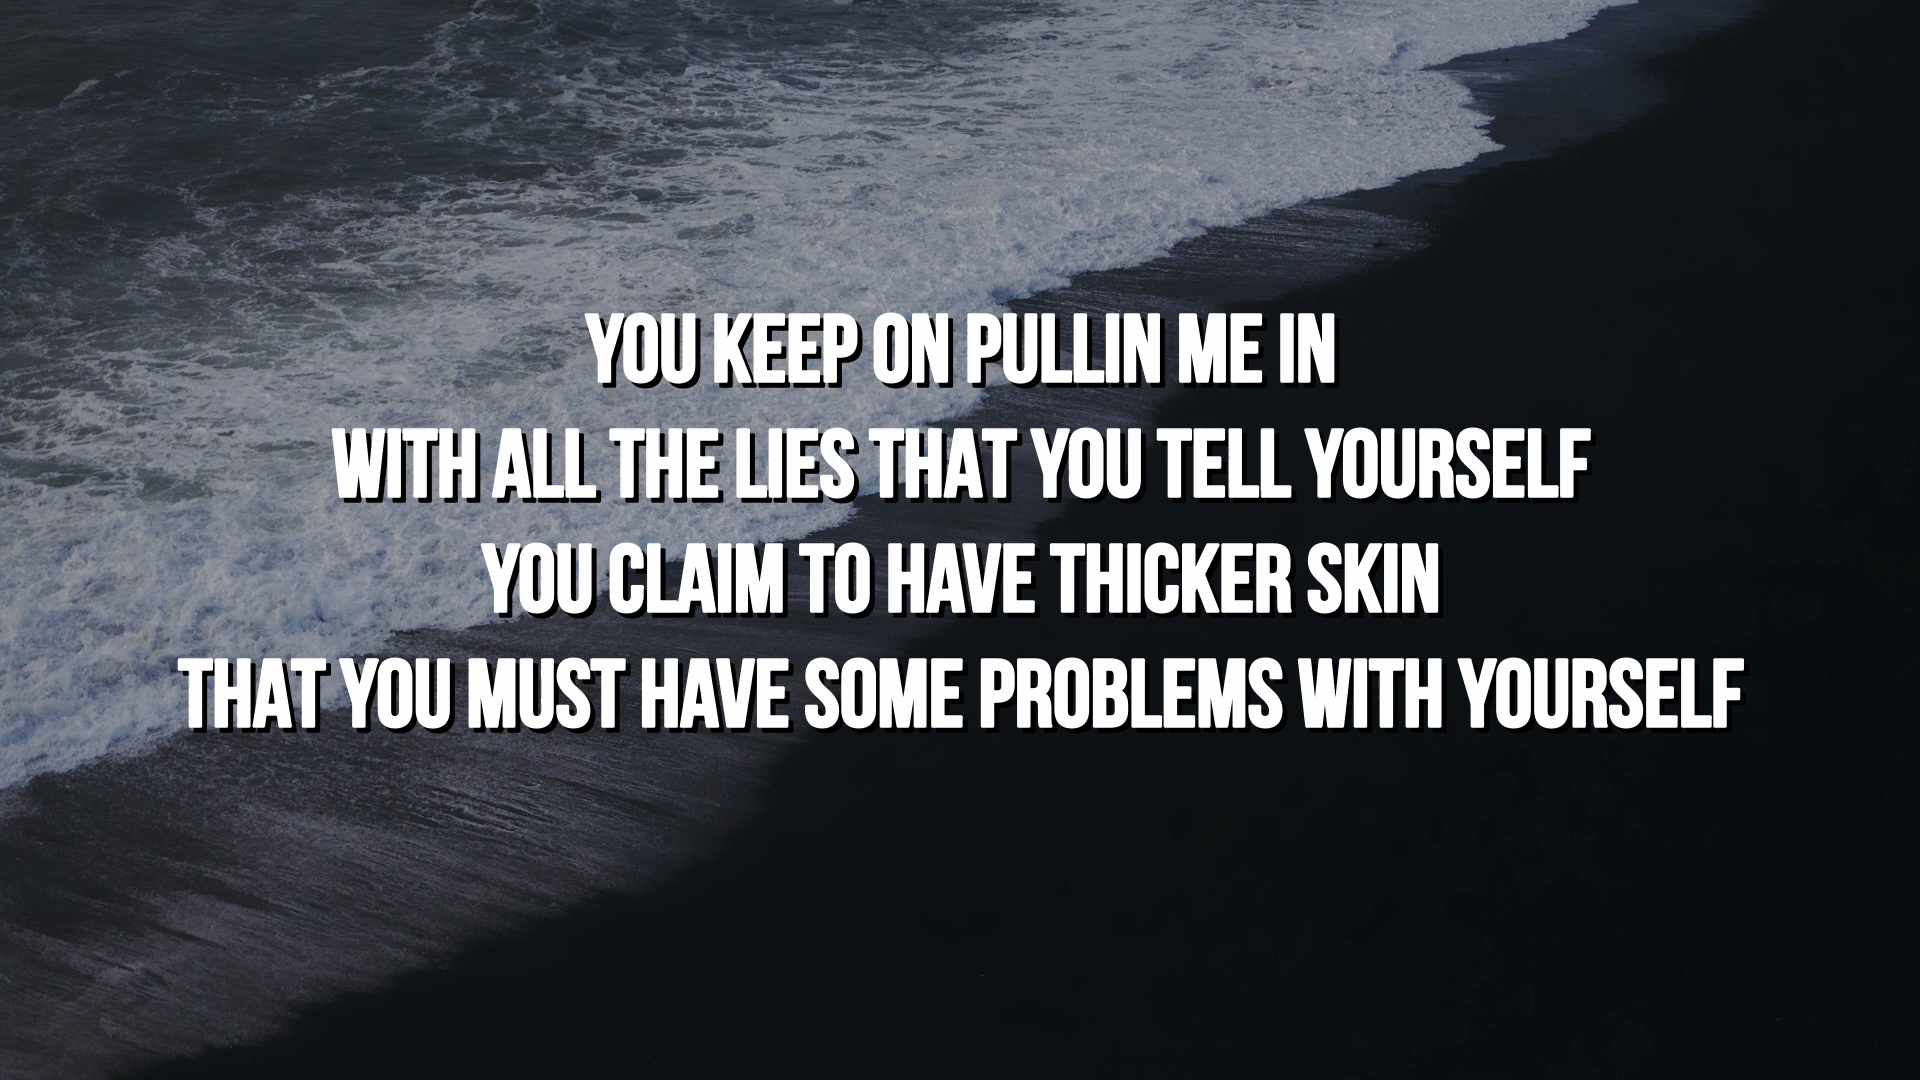 YOU KEEP ON PULLIN ME IN
WITH ALL THE LIES THAT YOU TELL YOURSELF
YOU CLAIM TO HAVE THICKER SKIN
THAT YOU MUST HAVE SOME PROBLEMS WITH YOURSELF